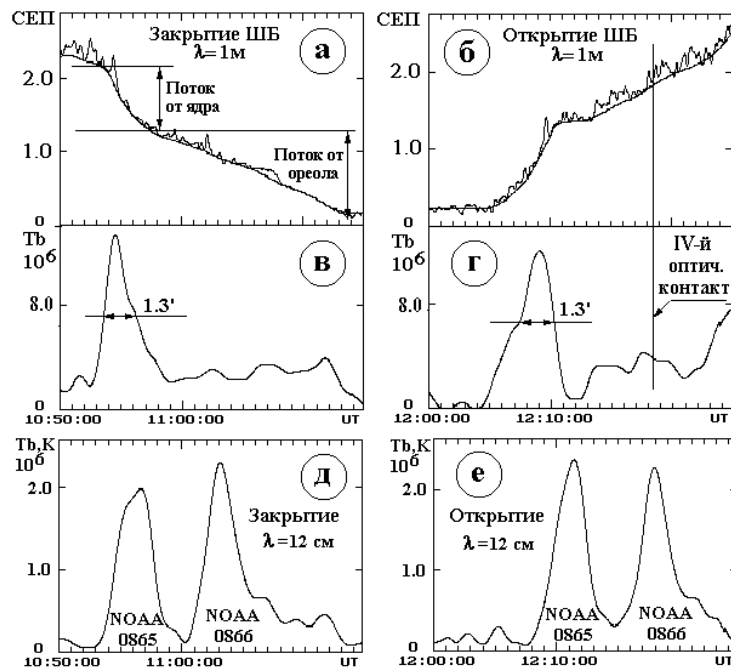 СЕП
Закрытие ШБ
λ = 1м
а
2.0
Поток
от ядра
1.0
Поток от
ореола
0
СЕП
Открытие ШБ
λ = 1м
б
2.0
1.0
0
Tb
10⁶
в
8.0
1.3'
0
10:50:00
11:00:00
UT
Tb
10⁶
г
8.0
1.3'
IV-й
оптич.
контакт
0
12:00:00
12:10:00
UT
Tb,K
10⁶
д
2.0
Закрытие
λ = 12 см
1.0
NOAA
0865
NOAA
0866
0
10:50:00
11:00:00
UT
Tb,K
10⁶
е
2.0
Открытие
λ = 12 см
1.0
NOAA
0865
NOAA
0866
0
12:00:00
12:10:00
UT